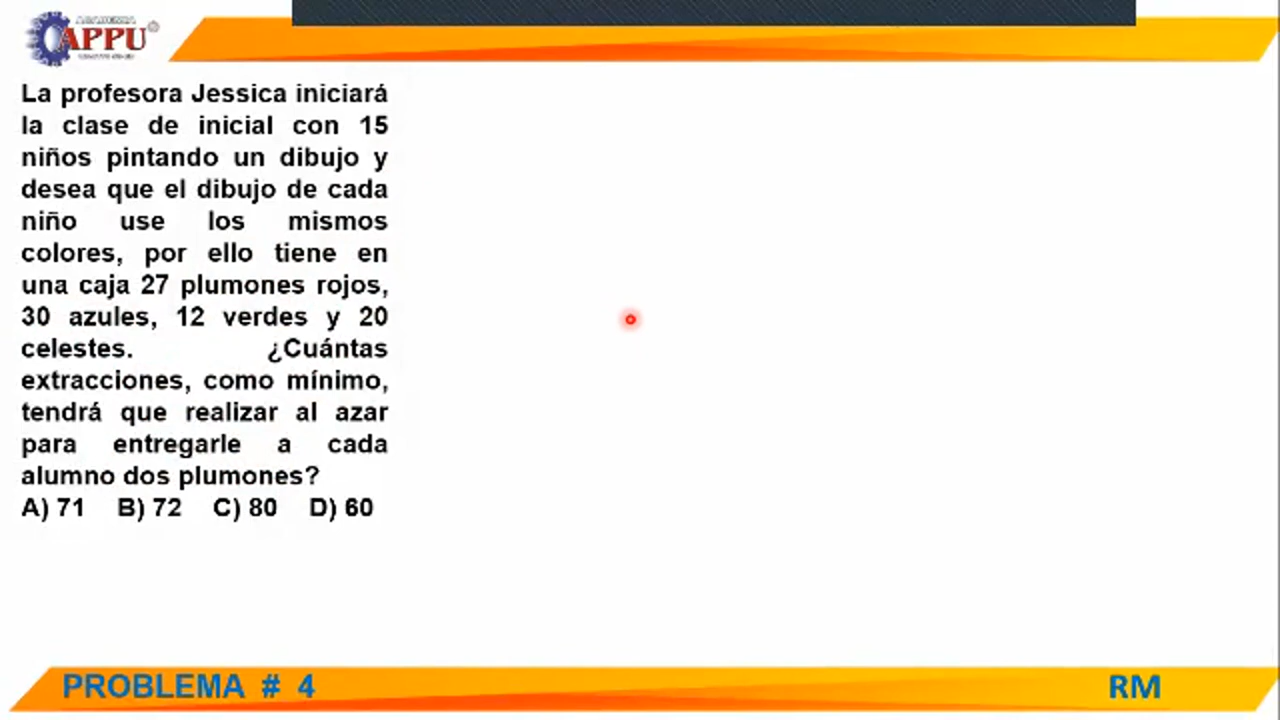 ACADEMIA
APPU
La profesora Jessica iniciará
la clase de inicial con 15
niños pintando un dibujo y
desea que el dibujo de cada
niño use los mismos
colores, por ello tiene en
una caja 27 plumones rojos,
30 azules, 12 verdes y 20
celestes. ¿Cuántas
extracciones, como mínimo,
tendrá que realizar al azar
para entregarle a cada
alumno dos plumones?
A) 71 B) 72 C) 80 D) 60
PROBLEMA # 4
RM